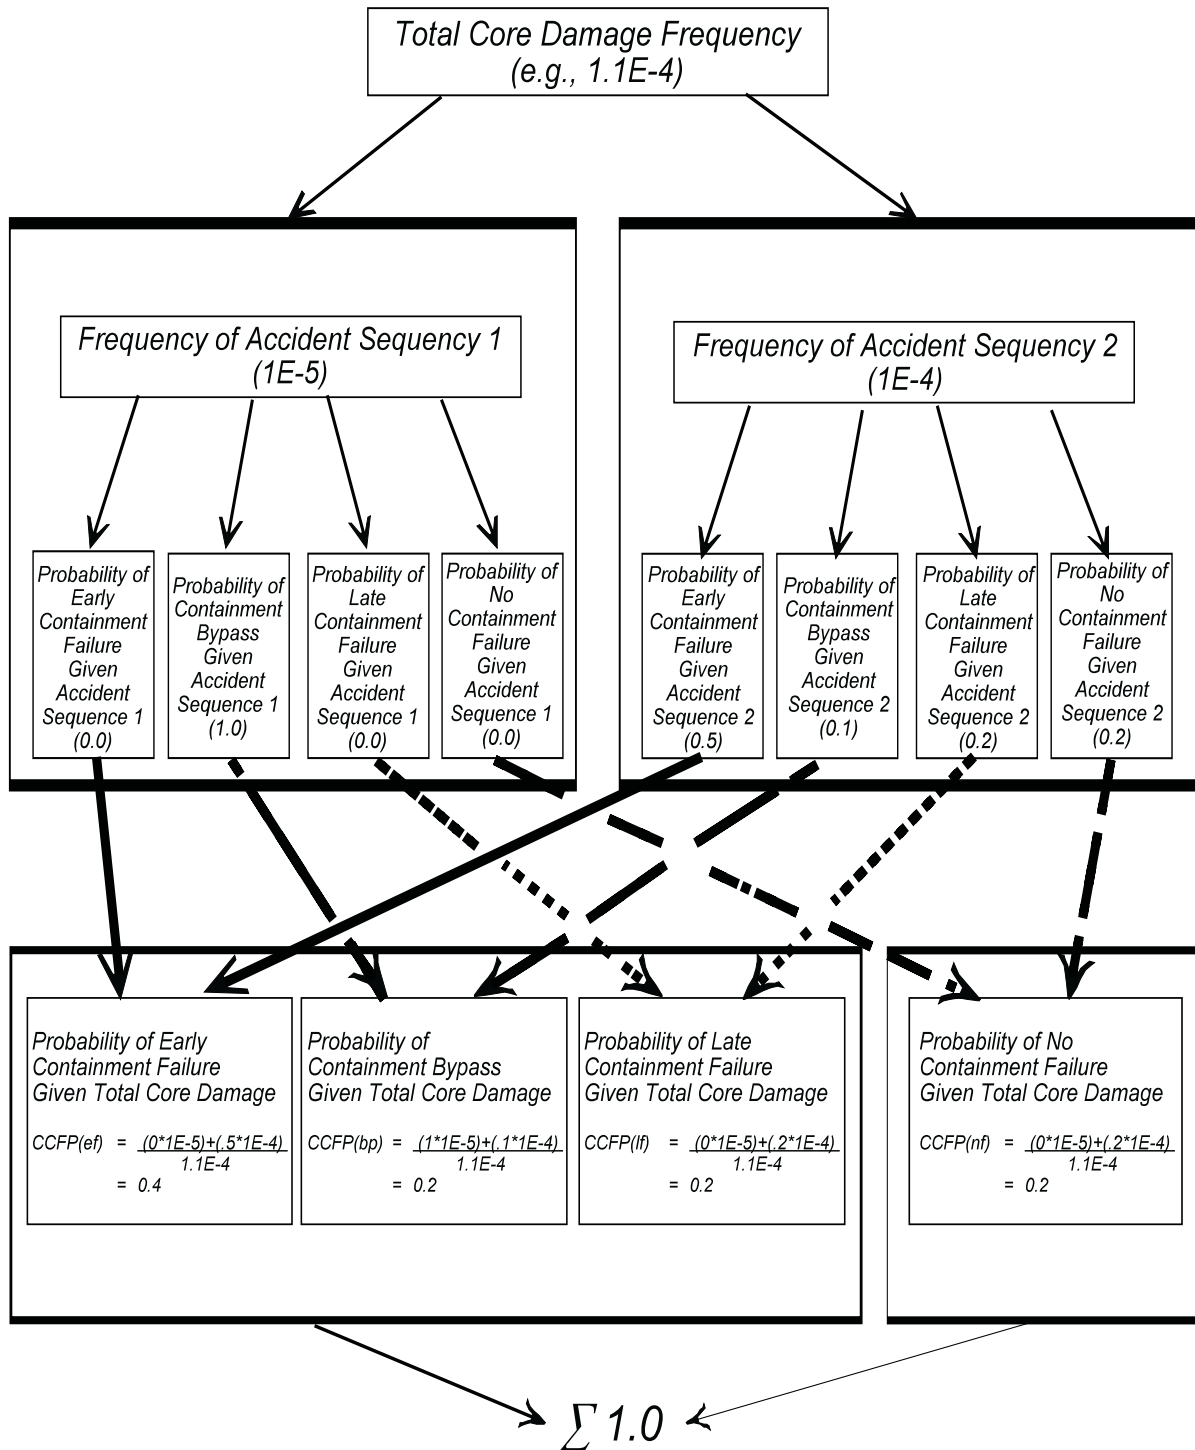 Total Core Damage Frequency
(e.g., 1.1E-4)
Frequency of Accident Sequency 1
(1E-5)
Frequency of Accident Sequency 2
(1E-4)
Probability of
Early
Containment
Failure
Given
Accident
Sequence 1
(0.0)
Probability of
Containment
Bypass
Given
Accident
Sequence 1
(1.0)
Probability of
Late
Containment
Failure
Given
Accident
Sequence 1
(0.0)
Probability of
No
Containment
Failure
Given
Accident
Sequence 1
(0.0)
Probability of
Early
Containment
Failure
Given
Accident
Sequence 2
(0.5)
Probability of
Containment
Bypass
Given
Accident
Sequence 2
(0.1)
Probability of
Late
Containment
Failure
Given
Accident
Sequence 2
(0.2)
Probability of
No
Containment
Failure
Given
Accident
Sequence 2
(0.2)
Probability of Early
Containment Failure
Given Total Core Damage
CCFP(ef) = (0*1E-5)+(.5*1E-4)
1.1E-4
= 0.4
Probability of
Containment Bypass
Given Total Core Damage
CCFP(bp) = (1*1E-5)+(.1*1E-4)
1.1E-4
= 0.2
Probability of Late
Containment Failure
Given Total Core Damage
CCFP(lf) = (0*1E-5)+(.2*1E-4)
1.1E-4
= 0.2
Probability of No
Containment Failure
Given Total Core Damage
CCFP(nf) = (0*1E-5)+(.2*1E-4)
1.1E-4
= 0.2
∑ 1.0